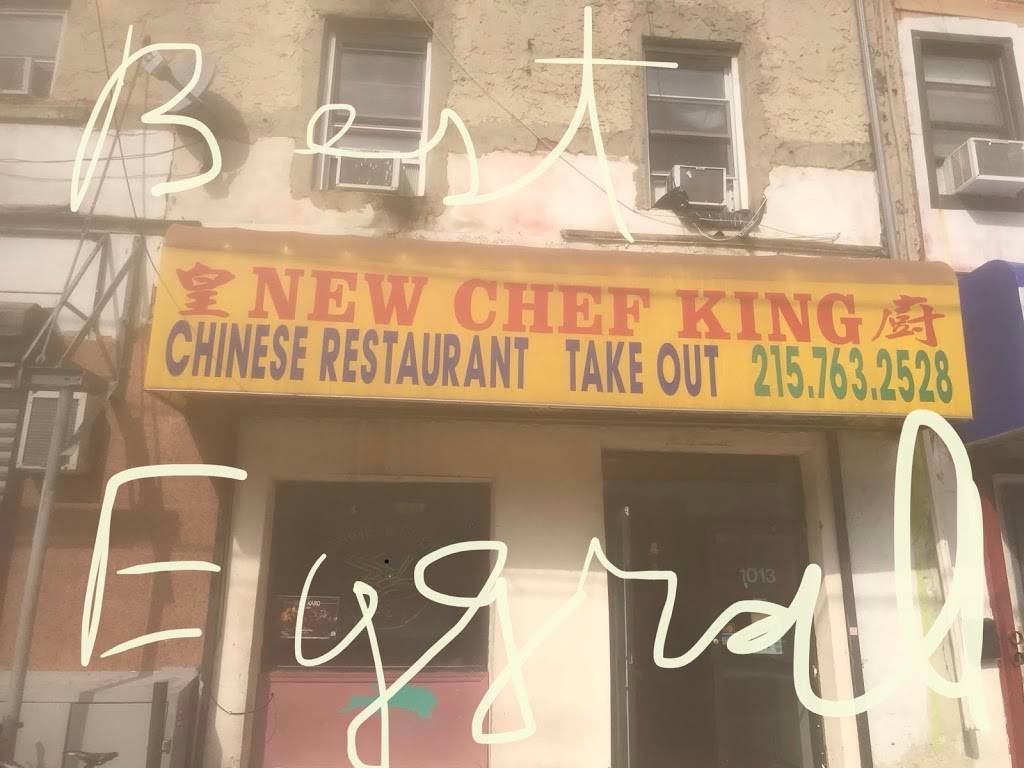 Best
皇 NEW CHEF KING 廚
CHINESE RESTAURANT TAKE OUT 215.763.2528
1013
Eggroll